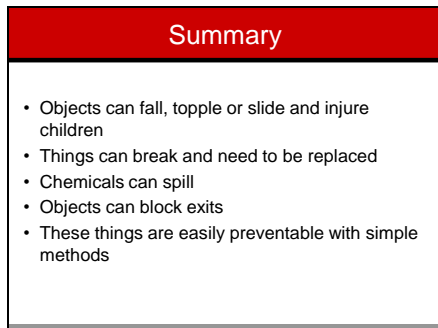 Summary
• Objects can fall, topple or slide and injure
children
• Things can break and need to be replaced
• Chemicals can spill
• Objects can block exits
• These things are easily preventable with simple
methods